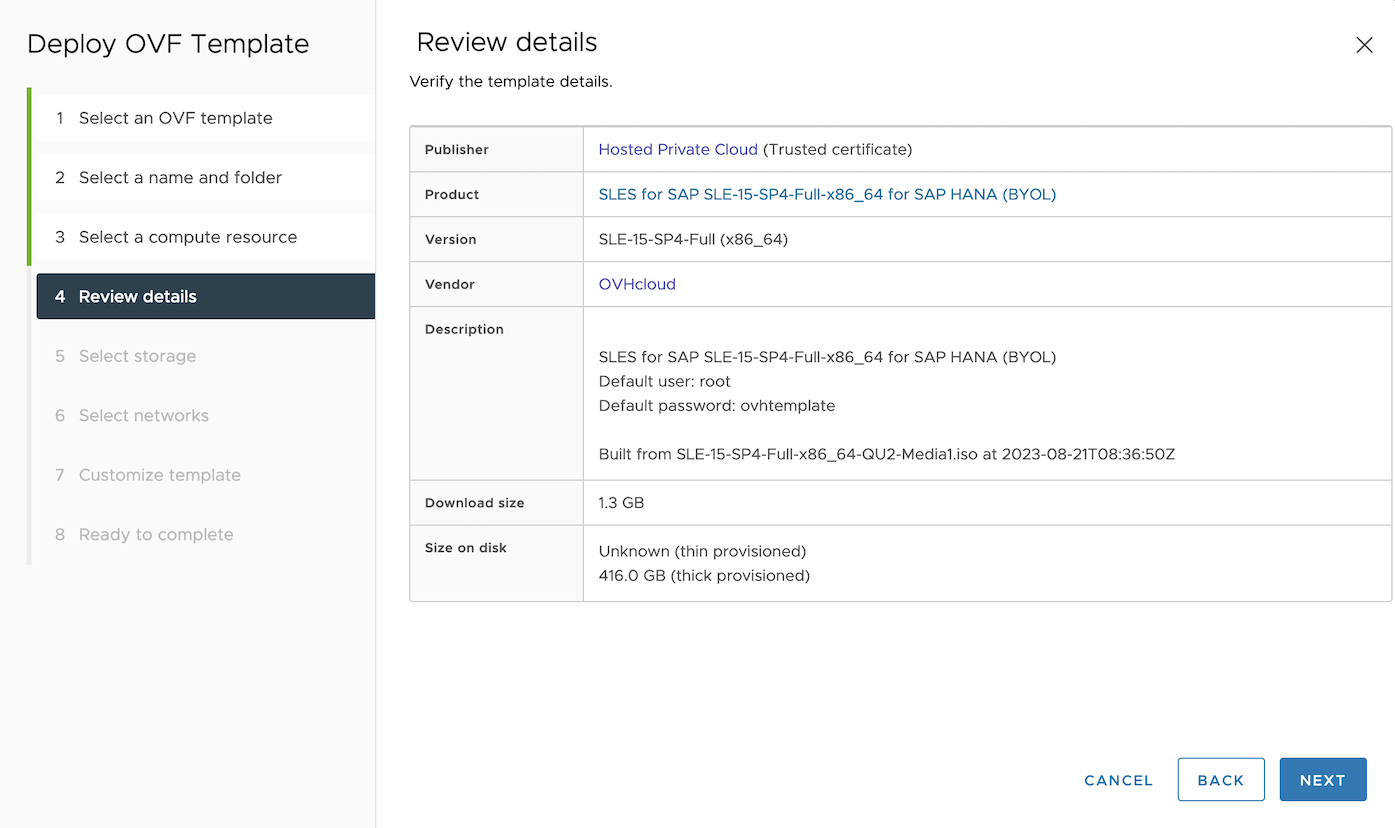 Deploy OVF Template
1 Select an OVF template
2 Select a name and folder
3 Select a compute resource
4 Review details
5 Select storage
6 Select networks
7 Customize template
8 Ready to complete
Review details
Verify the template details.
Publisher Hosted Private Cloud (Trusted certificate)
Product SLES for SAP SLE-15-SP4-Full-x86_64 for SAP HANA (BYOL)
Version SLE-15-SP4-Full (x86_64)
Vendor OVHcloud
Description
SLES for SAP SLE-15-SP4-Full-x86_64 for SAP HANA (BYOL)
Default user: root
Default password: ovhtemplate
Built from SLE-15-SP4-Full-x86_64-QU2-Media1.iso at 2023-08-21T08:36:50Z
Download size 1.3 GB
Size on disk Unknown (thin provisioned)
416.0 GB (thick provisioned)
CANCEL BACK NEXT